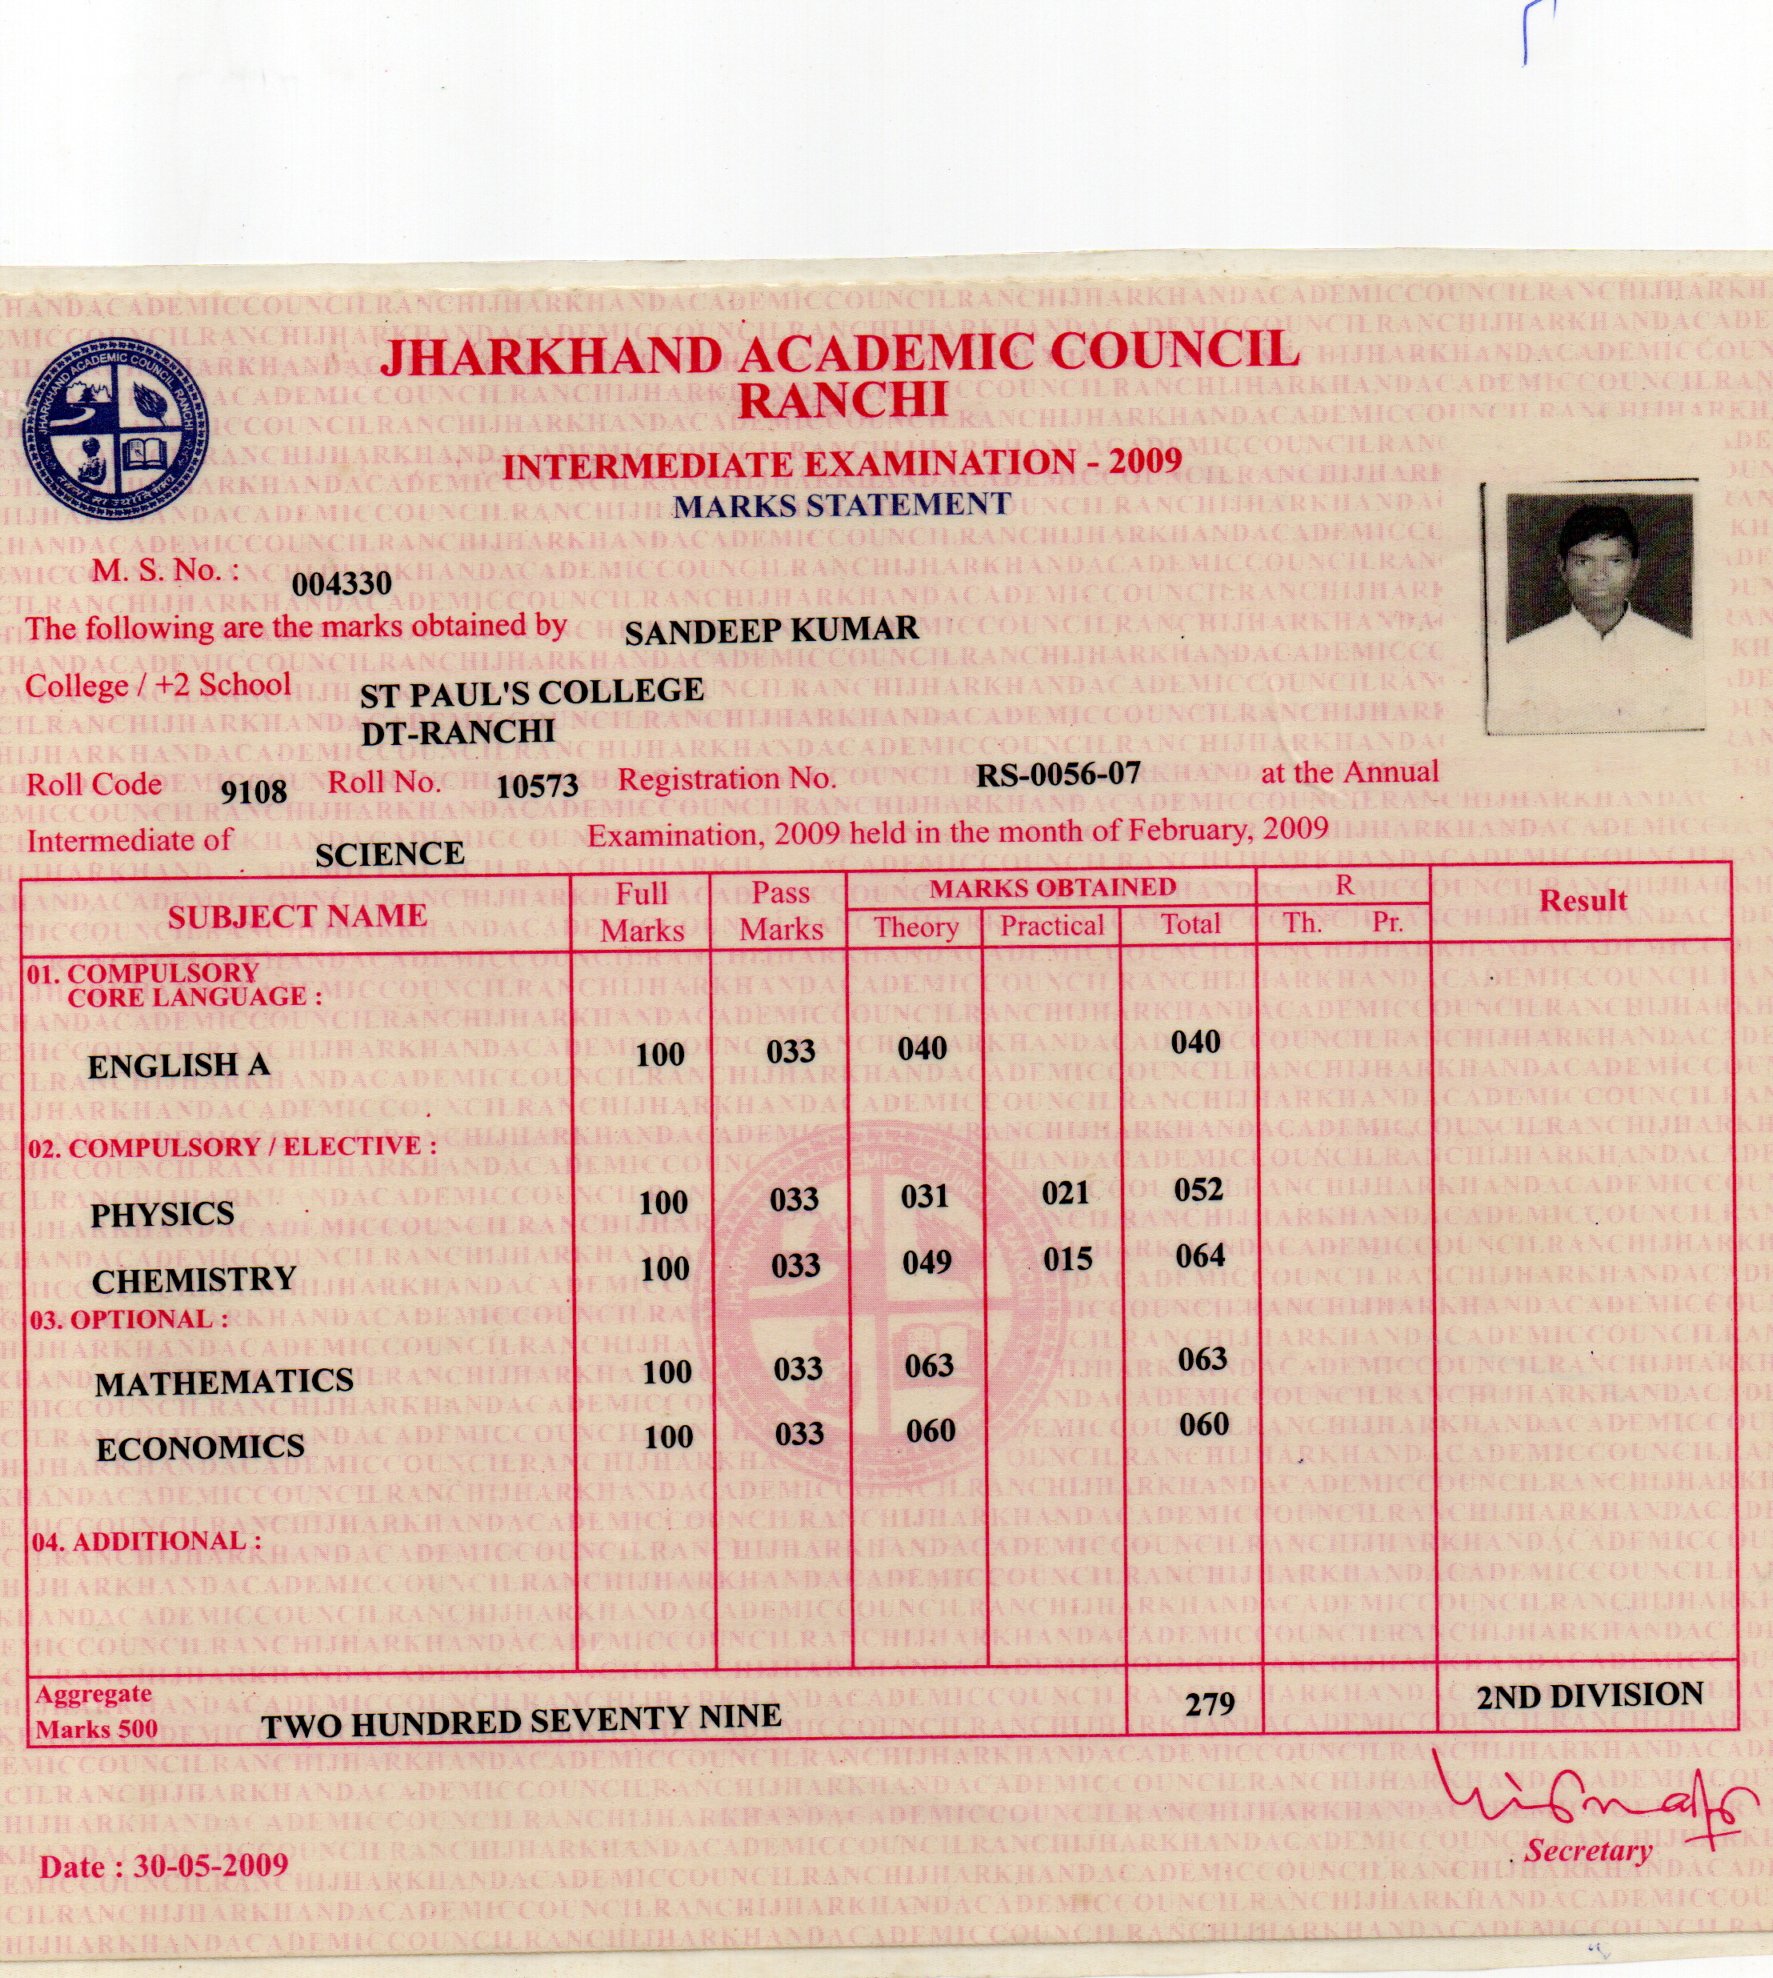 JHARKHAND ACADEMIC COUNCIL RANCHI
JHARKHAND ACADEMIC COUNCIL
RANCHI
INTERMEDIATE EXAMINATION - 2009
MARKS STATEMENT
M. S. No. : 004330
The following are the marks obtained by SANDEEP KUMAR
College / +2 School ST PAUL'S COLLEGE
DT-RANCHI
Roll Code 9108 Roll No. 10573 Registration No. RS-0056-07 at the Annual
Intermediate of SCIENCE Examination, 2009 held in the month of February, 2009
SUBJECT NAME Full Marks Pass Marks MARKS OBTAINED R Result
Theory Practical Total Th. Pr.
01. COMPULSORY
CORE LANGUAGE :
ENGLISH A 100 033 040 040
02. COMPULSORY / ELECTIVE :
PHYSICS 100 033 031 021 052
CHEMISTRY 100 033 049 015 064
03. OPTIONAL :
MATHEMATICS 100 033 063 063
ECONOMICS 100 033 060 060
04. ADDITIONAL :
Aggregate
Marks 500 TWO HUNDRED SEVENTY NINE 279 2ND DIVISION
Secretary
Date : 30-05-2009